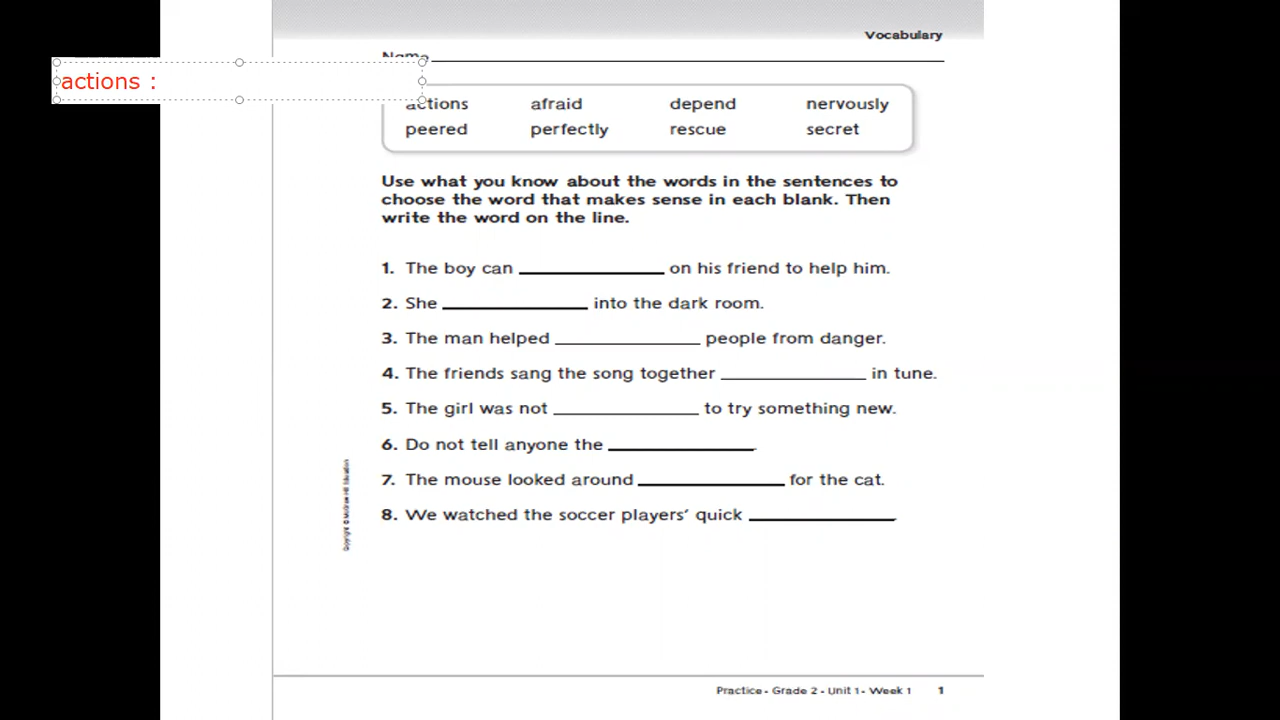 Vocabulary
Name
actions :
actions afraid depend nervously
peered perfectly rescue secret
Use what you know about the words in the sentences to
choose the word that makes sense in each blank. Then
write the word on the line.
1. The boy can ______________ on his friend to help him.
2. She ______________ into the dark room.
3. The man helped ______________ people from danger.
4. The friends sang the song together ______________ in tune.
5. The girl was not ______________ to try something new.
6. Do not tell anyone the ______________.
7. The mouse looked around ______________ for the cat.
8. We watched the soccer players' quick ______________.
Copyright © McGraw-Hill Education
Practice • Grade 2 • Unit 1 • Week 1 1